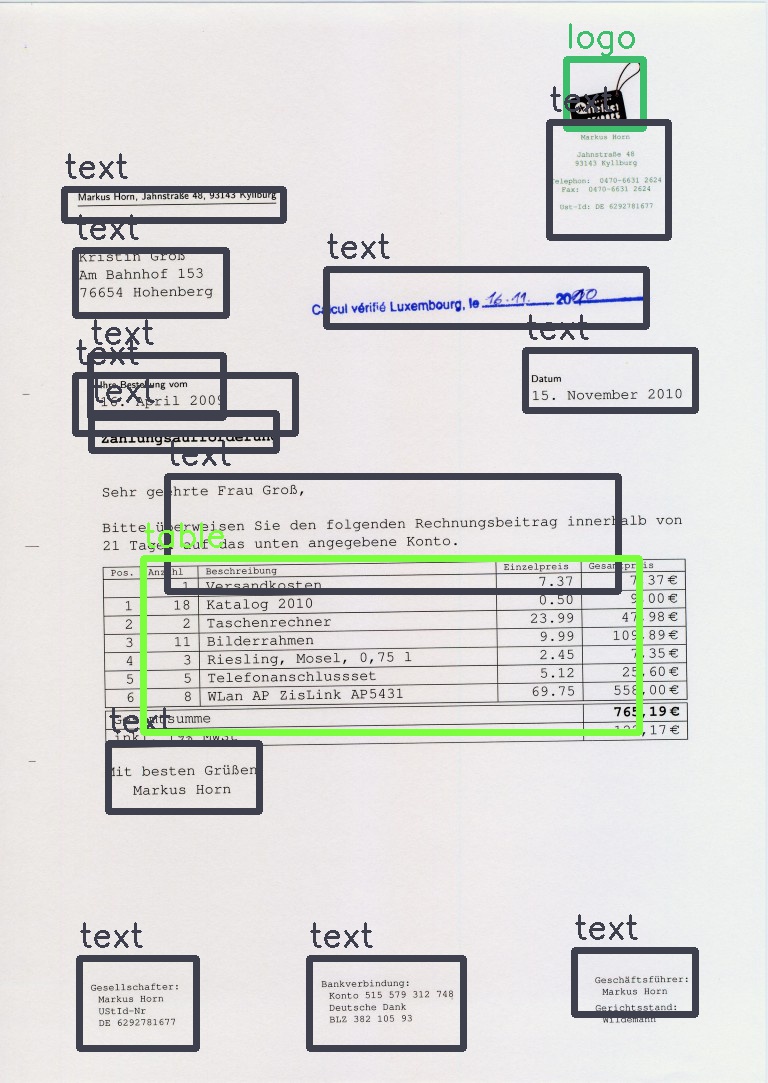 logo
text
Markus Horn
Jahnstraße 48
93143 Kyllburg
Telephon: 0470-6631 2624
Fax: 0470-6631 2624
Ust-Id: DE 6292781677
text
Markus Horn, Jahnstraße 48, 93143 Kyllburg
text
Kristin Groß
Am Bahnhof 153
76654 Hohenberg
text
Calcul vérifié Luxembourg, le 16.11. 2010
text
Datum
15. November 2010
text
text
Ihre Bestellung vom
16. April 2009
text
Zahlungsaufforderung
text
Sehr geehrte Frau Groß,
Bitte überweisen Sie den folgenden Rechnungsbeitrag innerhalb von
21 Tagen auf das unten angegebene Konto.
table
Pos. Anzahl Beschreibung Einzelpreis Gesamtpreis
1 Versandkosten 7.37 7,37€
1 18 Katalog 2010 0.50 9,00€
2 2 Taschenrechner 23.99 47,98€
3 11 Bilderrahmen 9.99 109,89€
4 3 Riesling, Mosel, 0,75 l 2.45 7,35€
5 5 Telefonanschlussset 5.12 25,60€
6 8 WLan AP ZisLink AP5431 69.75 558,00€
Gesamtsumme 765,19€
MwSt ,17€
text
Mit besten Grüßen
Markus Horn
text
Gesellschafter:
Markus Horn
UStId-Nr
DE 6292781677
text
Bankverbindung:
Konto 515 579 312 748
Deutsche Dank
BLZ 382 105 93
text
Geschäftsführer:
Markus Horn
Gerichtsstand:
Wildemann